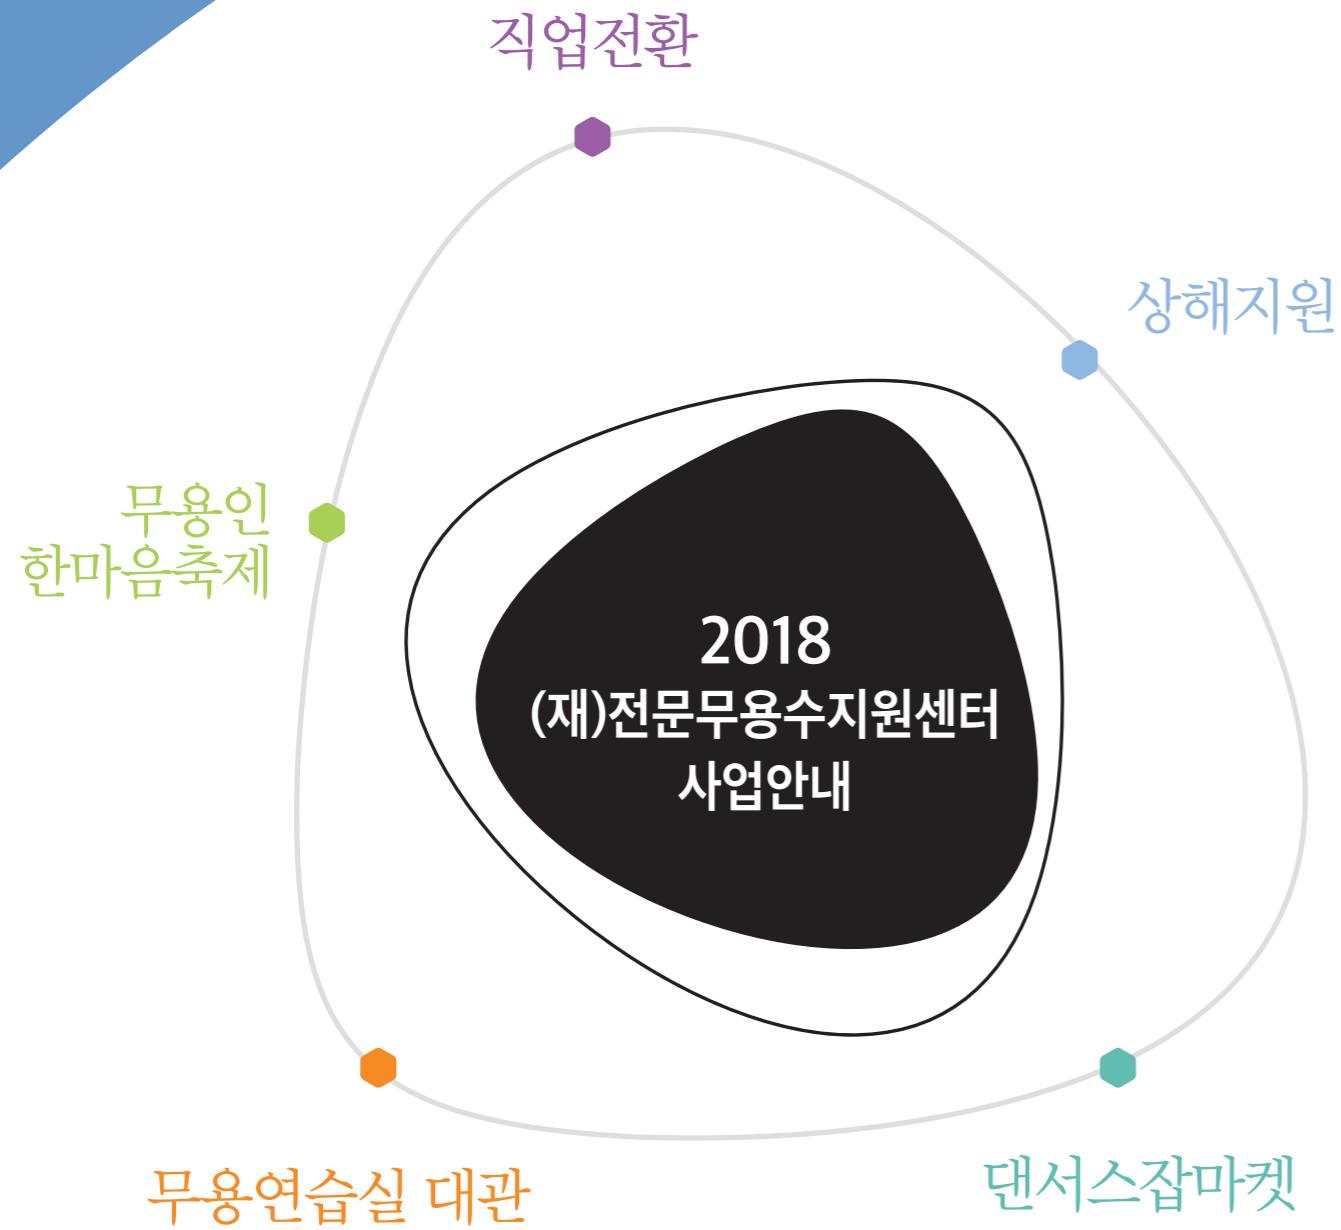 직업전환
상해지원
무용인
한마음축제
2018
(재)전문무용수지원센터
사업안내
무용연습실 대관
댄서스잡마켓